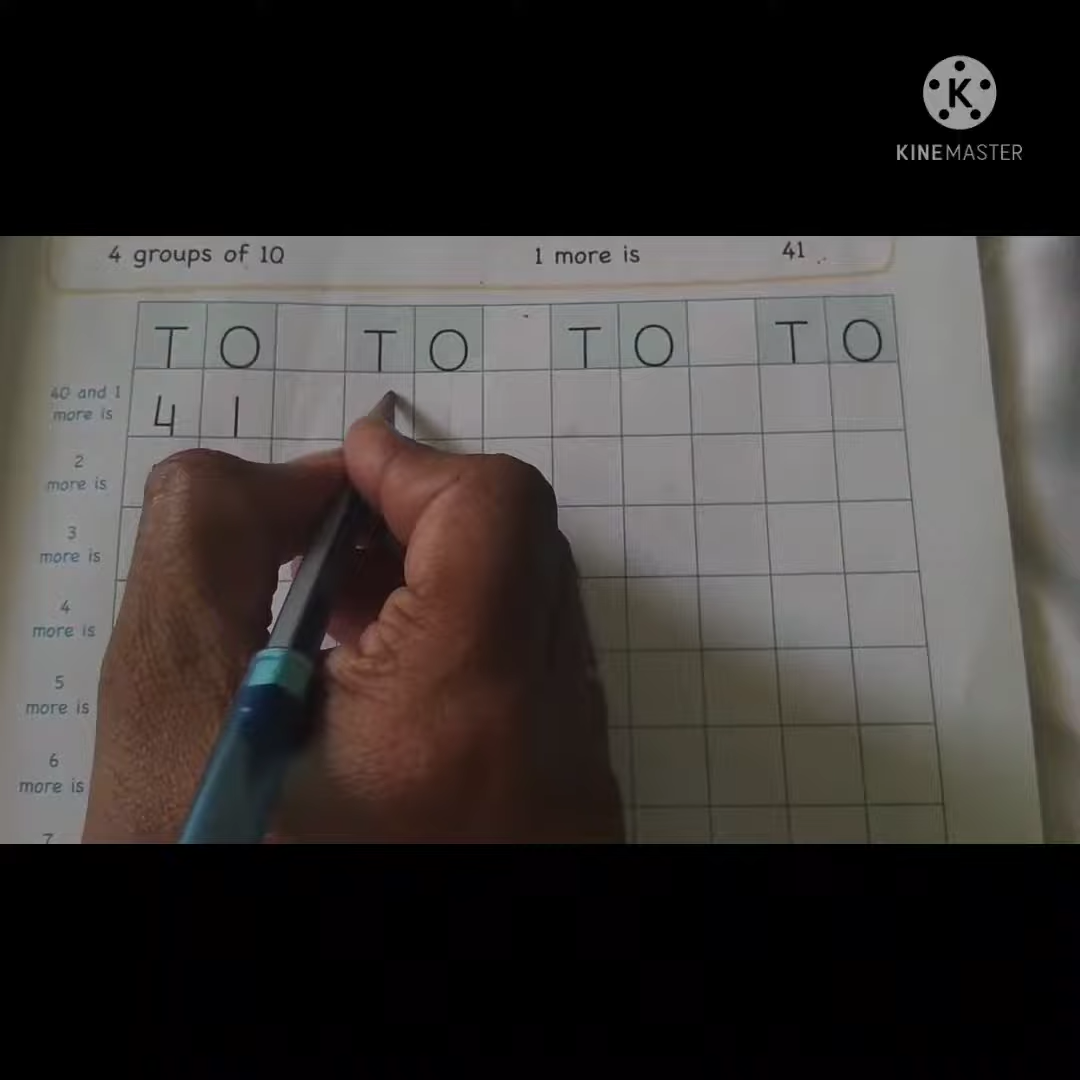 KINEMASTER
4 groups of 10
1 more is
41
T O T O T O T O
40 and 1
more is
4 1
2
more is
3
more is
4
more is
5
more is
6
more is
7